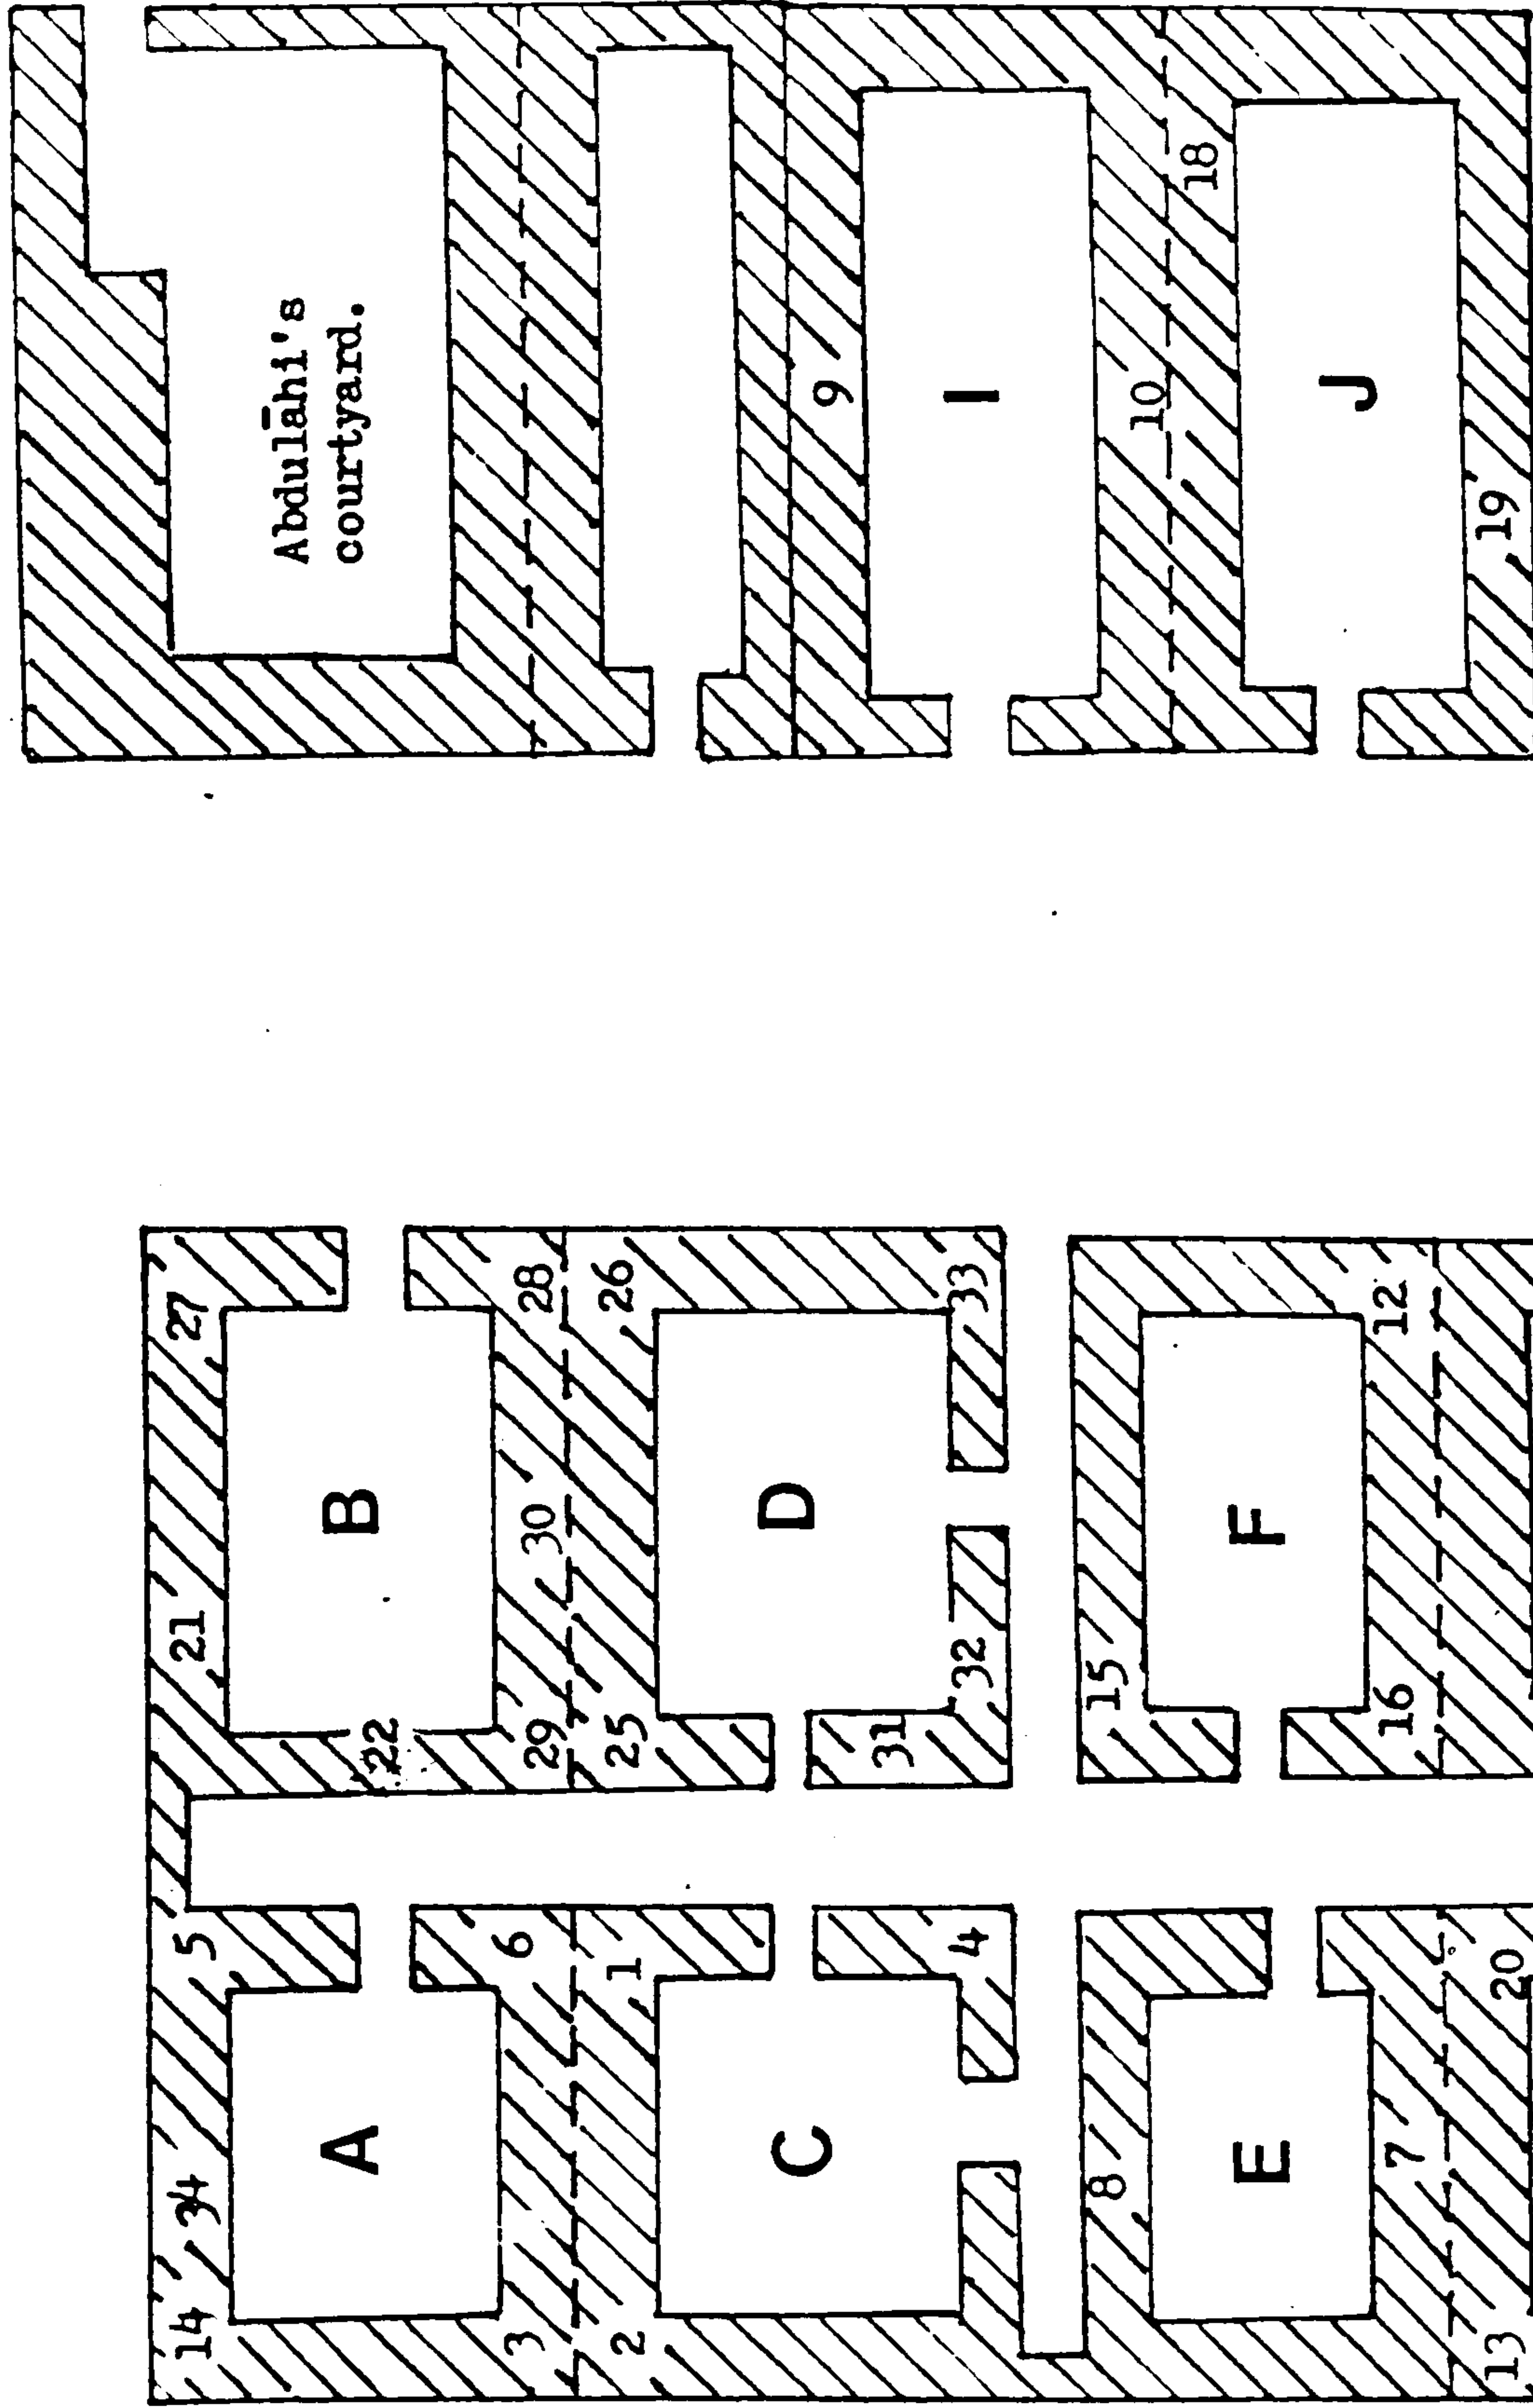 14 34 5 21 27
Abdulāhi's
courtyard.
A B
22
3 6 29 30 28
2 1 25 26
C D 9
31
4 32 33 I
8 15 10
18
E F J
7 16 12
13 20 19